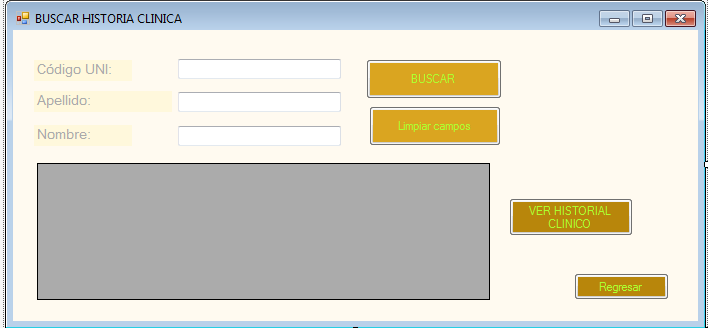 BUSCAR HISTORIA CLINICA
Código UNI:
BUSCAR
Apellido:
Limpiar campos
Nombre:
VER HISTORIAL
CLINICO
Regresar